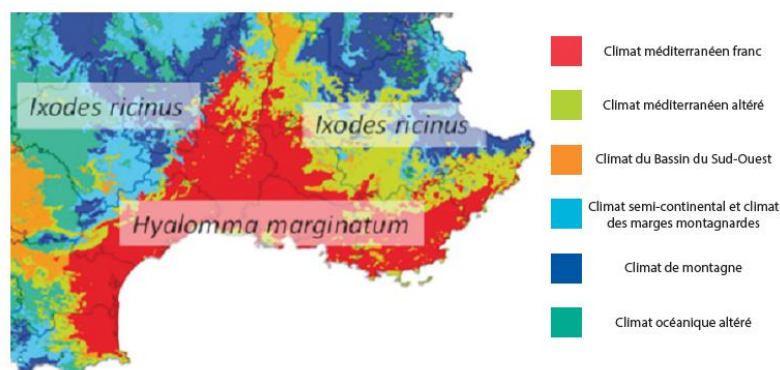 Ixodes ricinus
Ixodes ricinus
Hyalomma marginatum
Climat méditerranéen franc
Climat méditerranéen altéré
Climat du Bassin du Sud-Ouest
Climat semi-continental et climat
des marges montagnardes
Climat de montagne
Climat océanique altéré